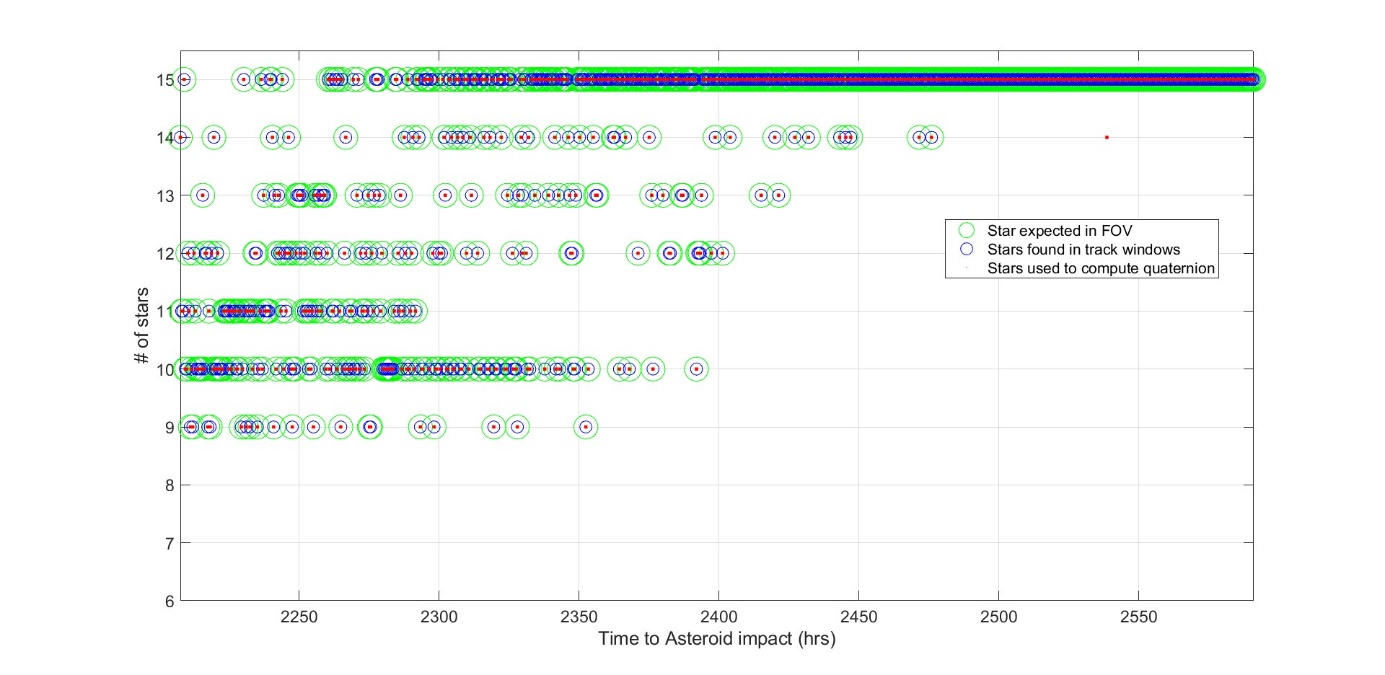 15
14
13
12
11
10
9
8
7
6
# of stars
Star expected in FOV
Stars found in track windows
Stars used to compute quaternion
2250 2300 2350 2400 2450 2500 2550
Time to Asteroid impact (hrs)